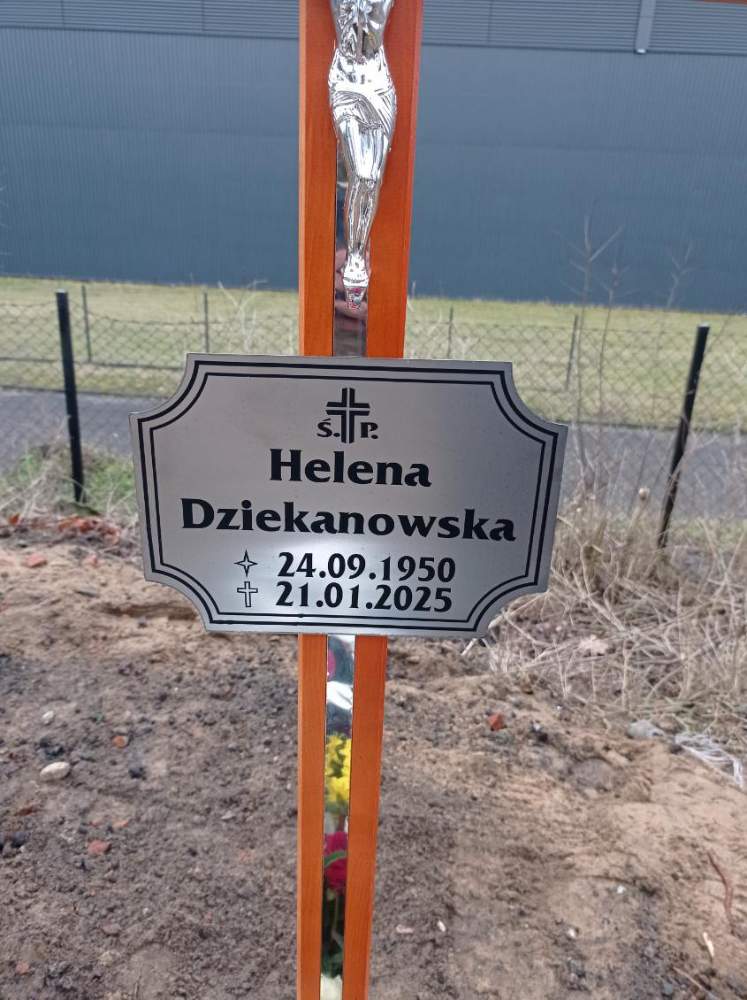 Ś. P.
Helena
Dziekanowska
24.09.1950
21.01.2025